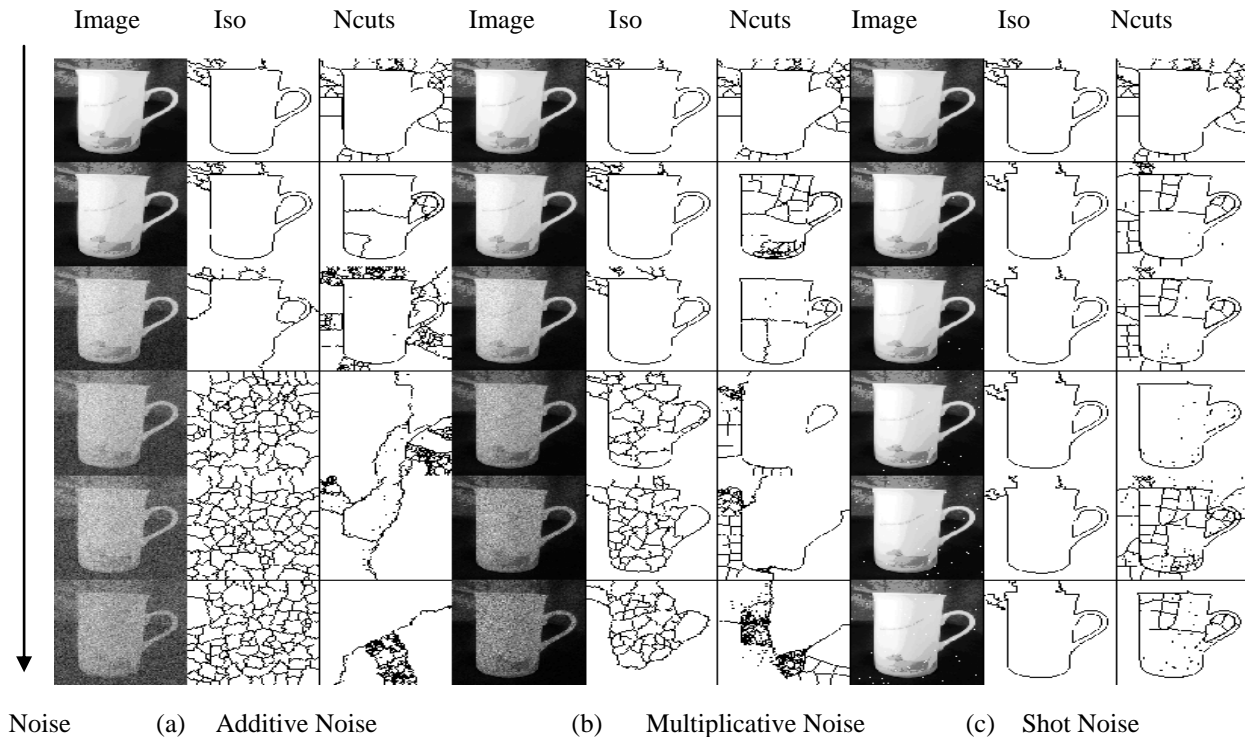 Image Iso Ncuts Image Iso Ncuts Image Iso Ncuts
Noise (a) Additive Noise (b) Multiplicative Noise (c) Shot Noise